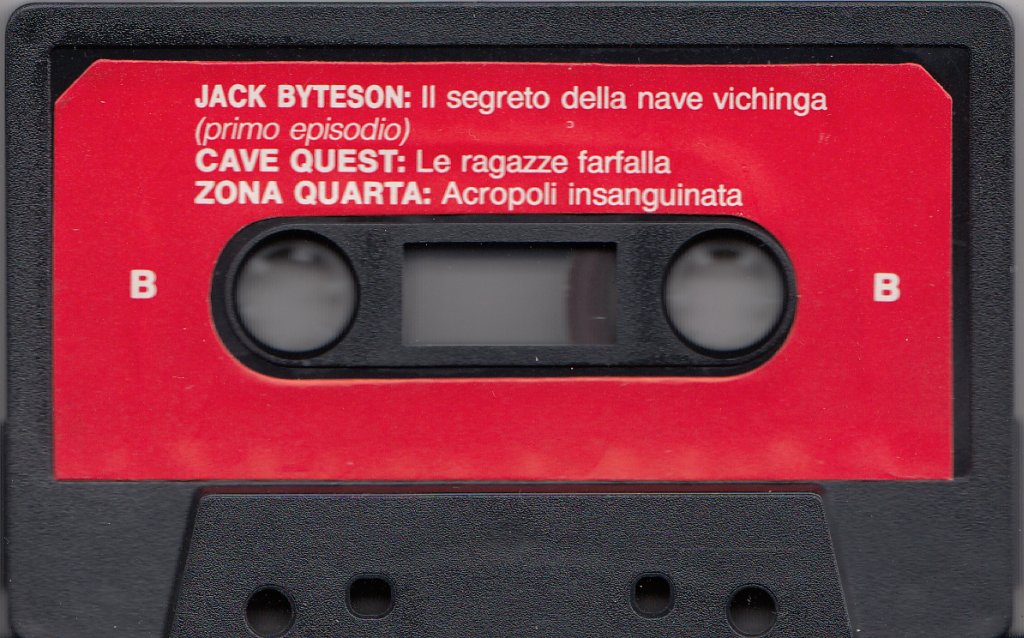 JACK BYTESON: Il segreto della nave vichinga
(primo episodio)
CAVE QUEST: Le ragazze farfalla
ZONA QUARTA: Acropoli insanguinata
B
B